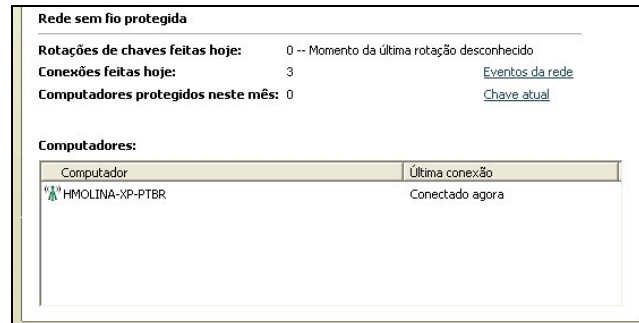 Rede sem fio protegida
Rotações de chaves feitas hoje: 0 -- Momento da última rotação desconhecido
Conexões feitas hoje: 3 Eventos da rede
Computadores protegidos neste mês: 0 Chave atual
Computadores:
Computador Última conexão
HMOLINA-XP-PTBR Conectado agora